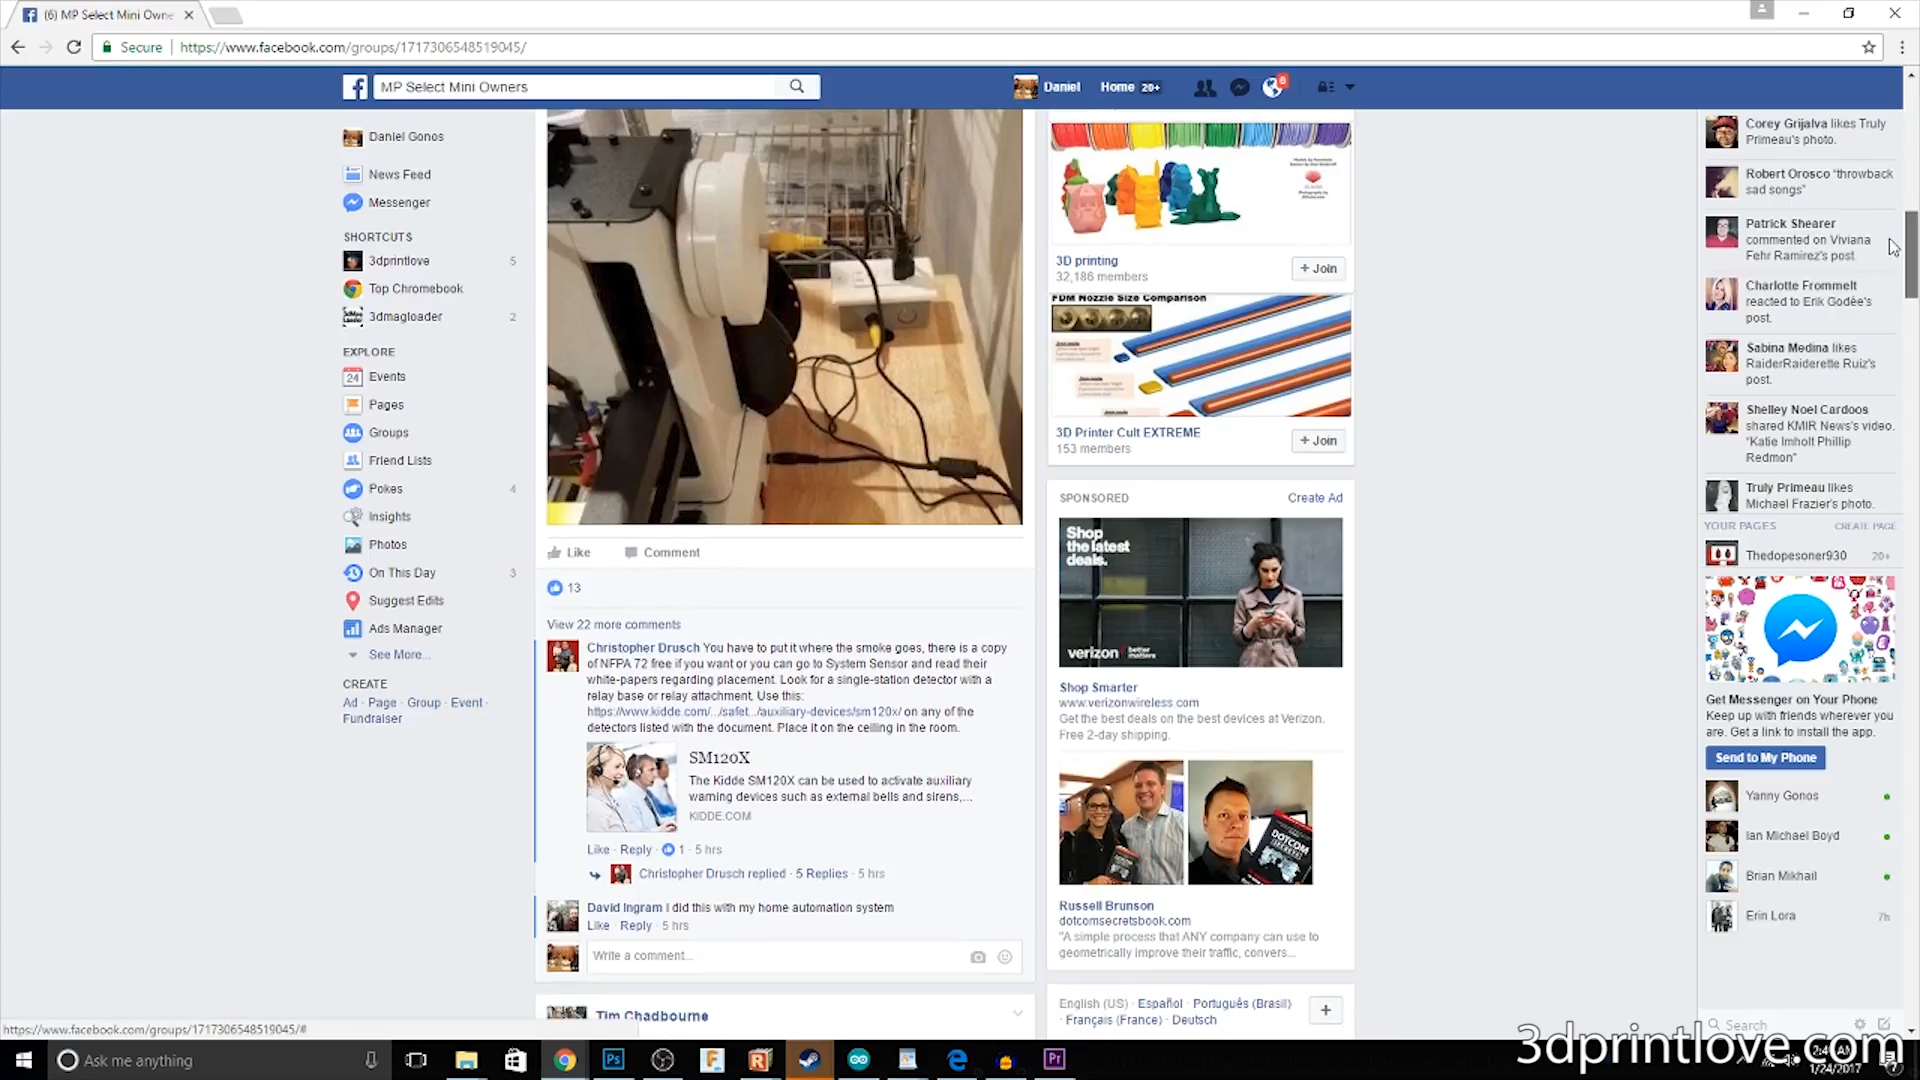 (6) MP Select Mini Owne
Secure
https://www.facebook.com/groups/1717306548519045/
MP Select Mini Owners
Daniel
Home 20+
6
Daniel Gonos
News Feed
Messenger
SHORTCUTS
3dprintlove 5
Top Chromebook
3dmagloader 2
EXPLORE
24 Events
Pages
Groups
Friend Lists
Pokes 4
Insights
Photos
On This Day 3
Suggest Edits
Ads Manager
See More...
CREATE
Ad · Page · Group · Event ·
Fundraiser
Like Comment
13
View 22 more comments
Christopher Drusch You have to put it where the smoke goes, there is a copy
of NFPA 72 free if you want or you can go to System Sensor and read their
white-papers regarding placement. Look for a single-station detector with a
relay base or relay attachment. Use this:
https://www.kidde.com/.../safet.../auxiliary-devices/sm120x/ on any of the
detectors listed with the document. Place it on the ceiling in the room.
SM120X
The Kidde SM120X can be used to activate auxiliary
warning devices such as external bells and sirens,...
KIDDE.COM
Like · Reply · 1 · 5 hrs
Christopher Drusch replied · 5 Replies · 5 hrs
David Ingram I did this with my home automation system
Like · Reply · 5 hrs
Write a comment...
Tim Chadbourne
3D printing
32,186 members
+ Join
FDM Nozzle Size Comparison
3D Printer Cult EXTREME
153 members
+ Join
SPONSORED
Create Ad
Shop
the latest
deals.
verizon
better
matters
Shop Smarter
www.verizonwireless.com
Get the best deals on the best devices at Verizon.
Free 2-day shipping.
DOTCOM
SECRETS
Russell Brunson
dotcomsecretsbook.com
"A simple process that ANY company can use to
geometrically improve their traffic, convers...
English (US) · Español · Português (Brasil)
· Français (France) · Deutsch
+
Corey Grijalva likes Truly
Primeau's photo.
Robert Orosco "throwback
sad songs"
Patrick Shearer
commented on Viviana
Fehr Ramirez's post.
Charlotte Frommelt
reacted to Erik Godèe's
post.
Sabina Medina likes
RaiderRaiderette Ruiz's
post.
Shelley Noel Cardoos
shared KMIR News's video.
"Katie Imholt Phillip
Redmon"
Truly Primeau likes
Michael Frazier's photo.
YOUR PAGES
CREATE PAGE
Thedopesoner930 20+
Get Messenger on Your Phone
Keep up with friends wherever you
are. Get a link to install the app.
Send to My Phone
Yanny Gonos
Ian Michael Boyd
Brian Mikhail
Erin Lora 7h
Search
https://www.facebook.com/groups/1717306548519045/#
Ask me anything
3dprintlove.com
1/24/2017